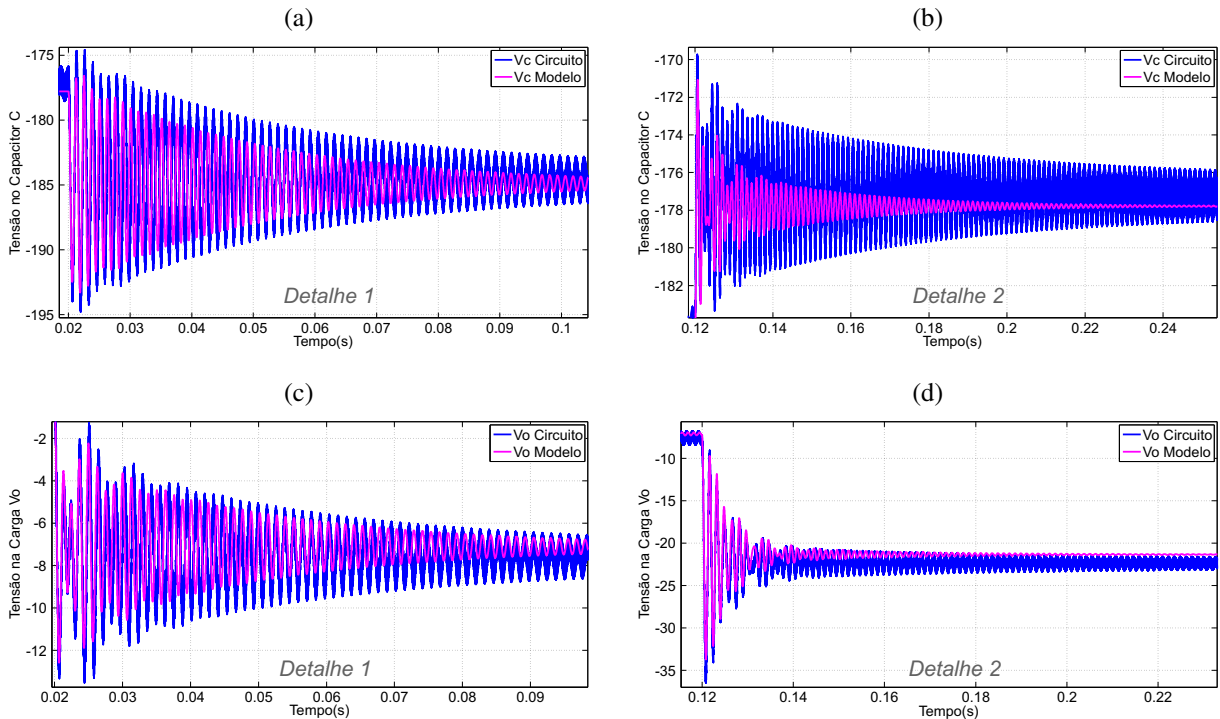 (a)
Tensão no Capacitor C
-175
-180
-185
-190
-195
Vc Circuito
Vc Modelo
Detalhe 1
0.02 0.03 0.04 0.05 0.06 0.07 0.08 0.09 0.1
Tempo(s)
(b)
Tensão no Capacitor C
-170
-172
-174
-176
-178
-180
-182
Vc Circuito
Vc Modelo
Detalhe 2
0.12 0.14 0.16 0.18 0.2 0.22 0.24
Tempo(s)
(c)
Tensão na Carga Vo
-2
-4
-6
-8
-10
-12
Vo Circuito
Vo Modelo
Detalhe 1
0.02 0.03 0.04 0.05 0.06 0.07 0.08 0.09
Tempo(s)
(d)
Tensão na Carga Vo
-10
-15
-20
-25
-30
-35
Vo Circuito
Vo Modelo
Detalhe 2
0.12 0.14 0.16 0.18 0.2 0.22
Tempo(s)